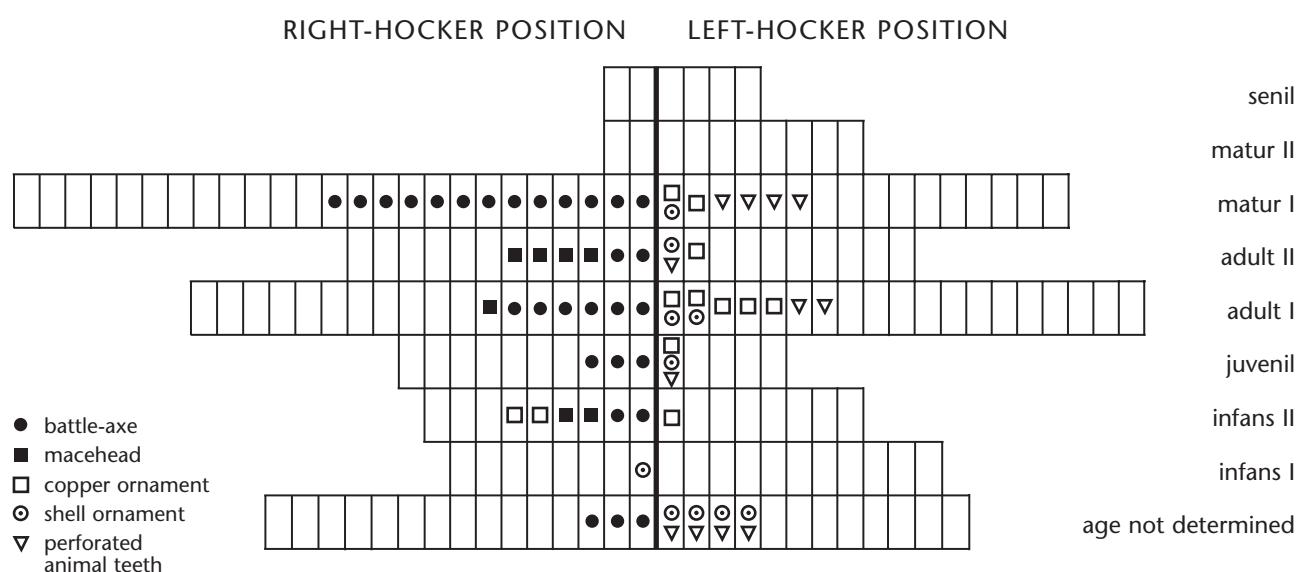 RIGHT-HOCKER POSITION
LEFT-HOCKER POSITION
senil
matur II
matur I
adult II
adult I
juvenil
infans II
infans I
age not determined
battle-axe
macehead
copper ornament
shell ornament
perforated
animal teeth